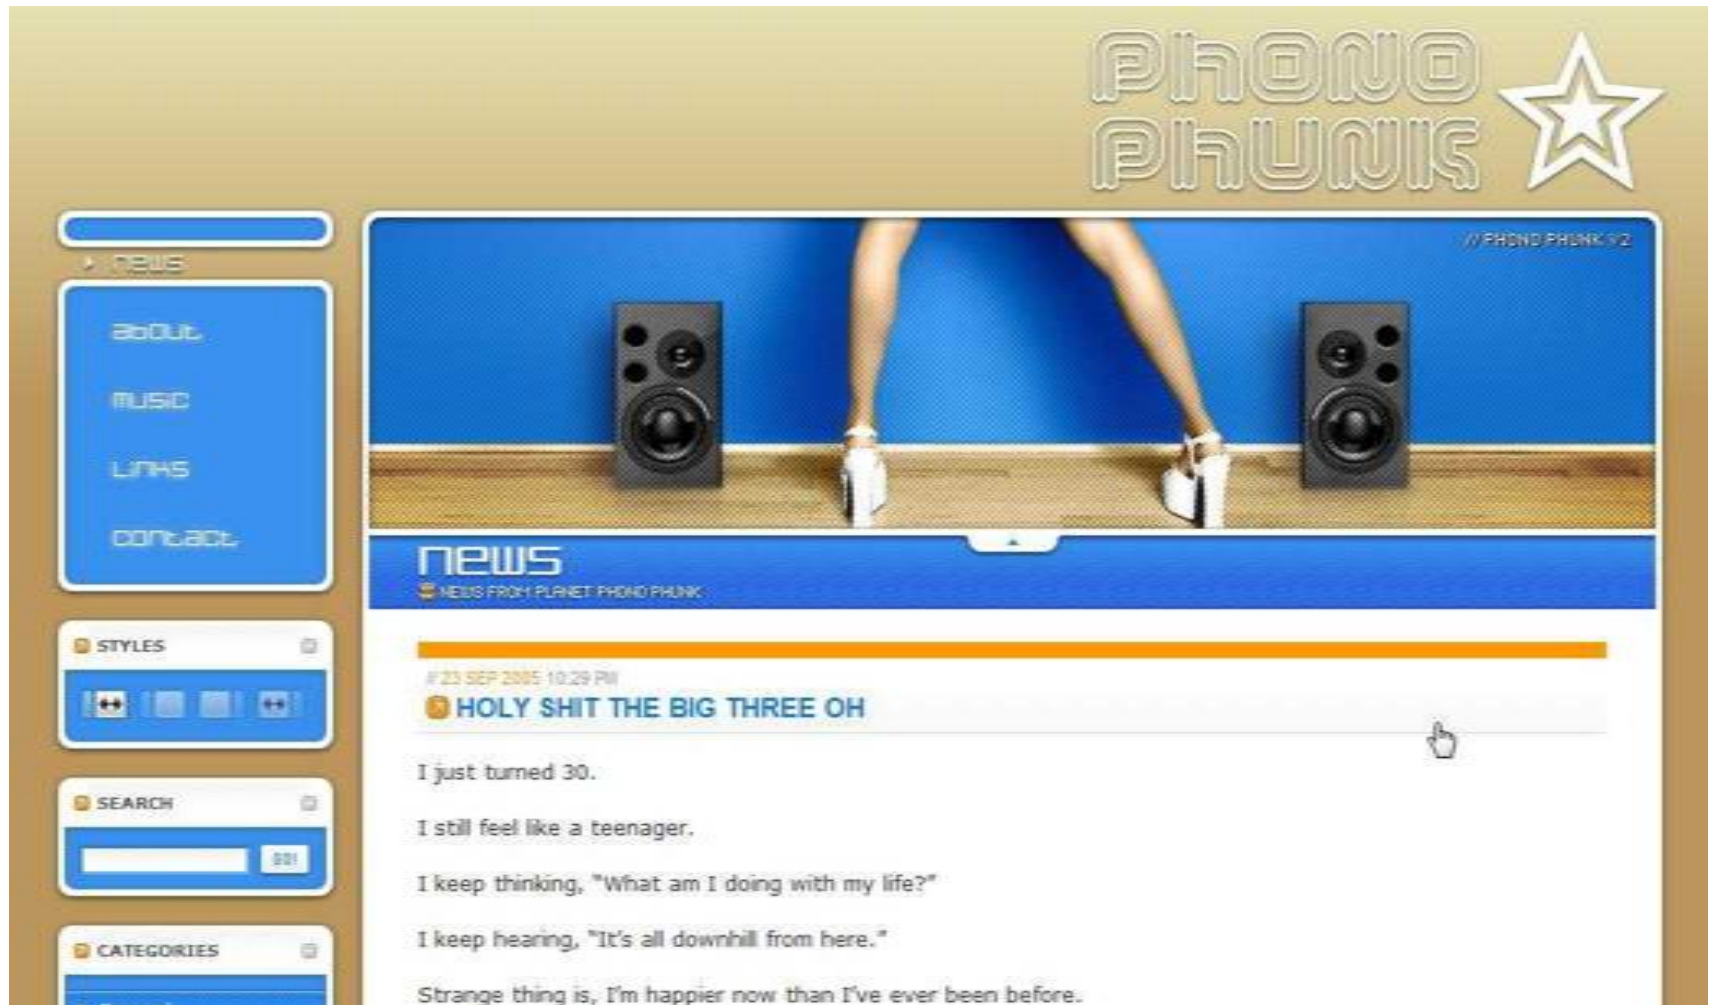 PHONO
PHUNK
// PHONO PHUNK V2
news
about
music
Links
contact
news
NEWS FROM PLANET PHONO PHUNK
STYLES
SEARCH
GO!
CATEGORIES
// 23 SEP 2005 10:29 PM
HOLY SHIT THE BIG THREE OH
I just turned 30.
I still feel like a teenager.
I keep thinking, "What am I doing with my life?"
I keep hearing, "It's all downhill from here."
Strange thing is, I'm happier now than I've ever been before.